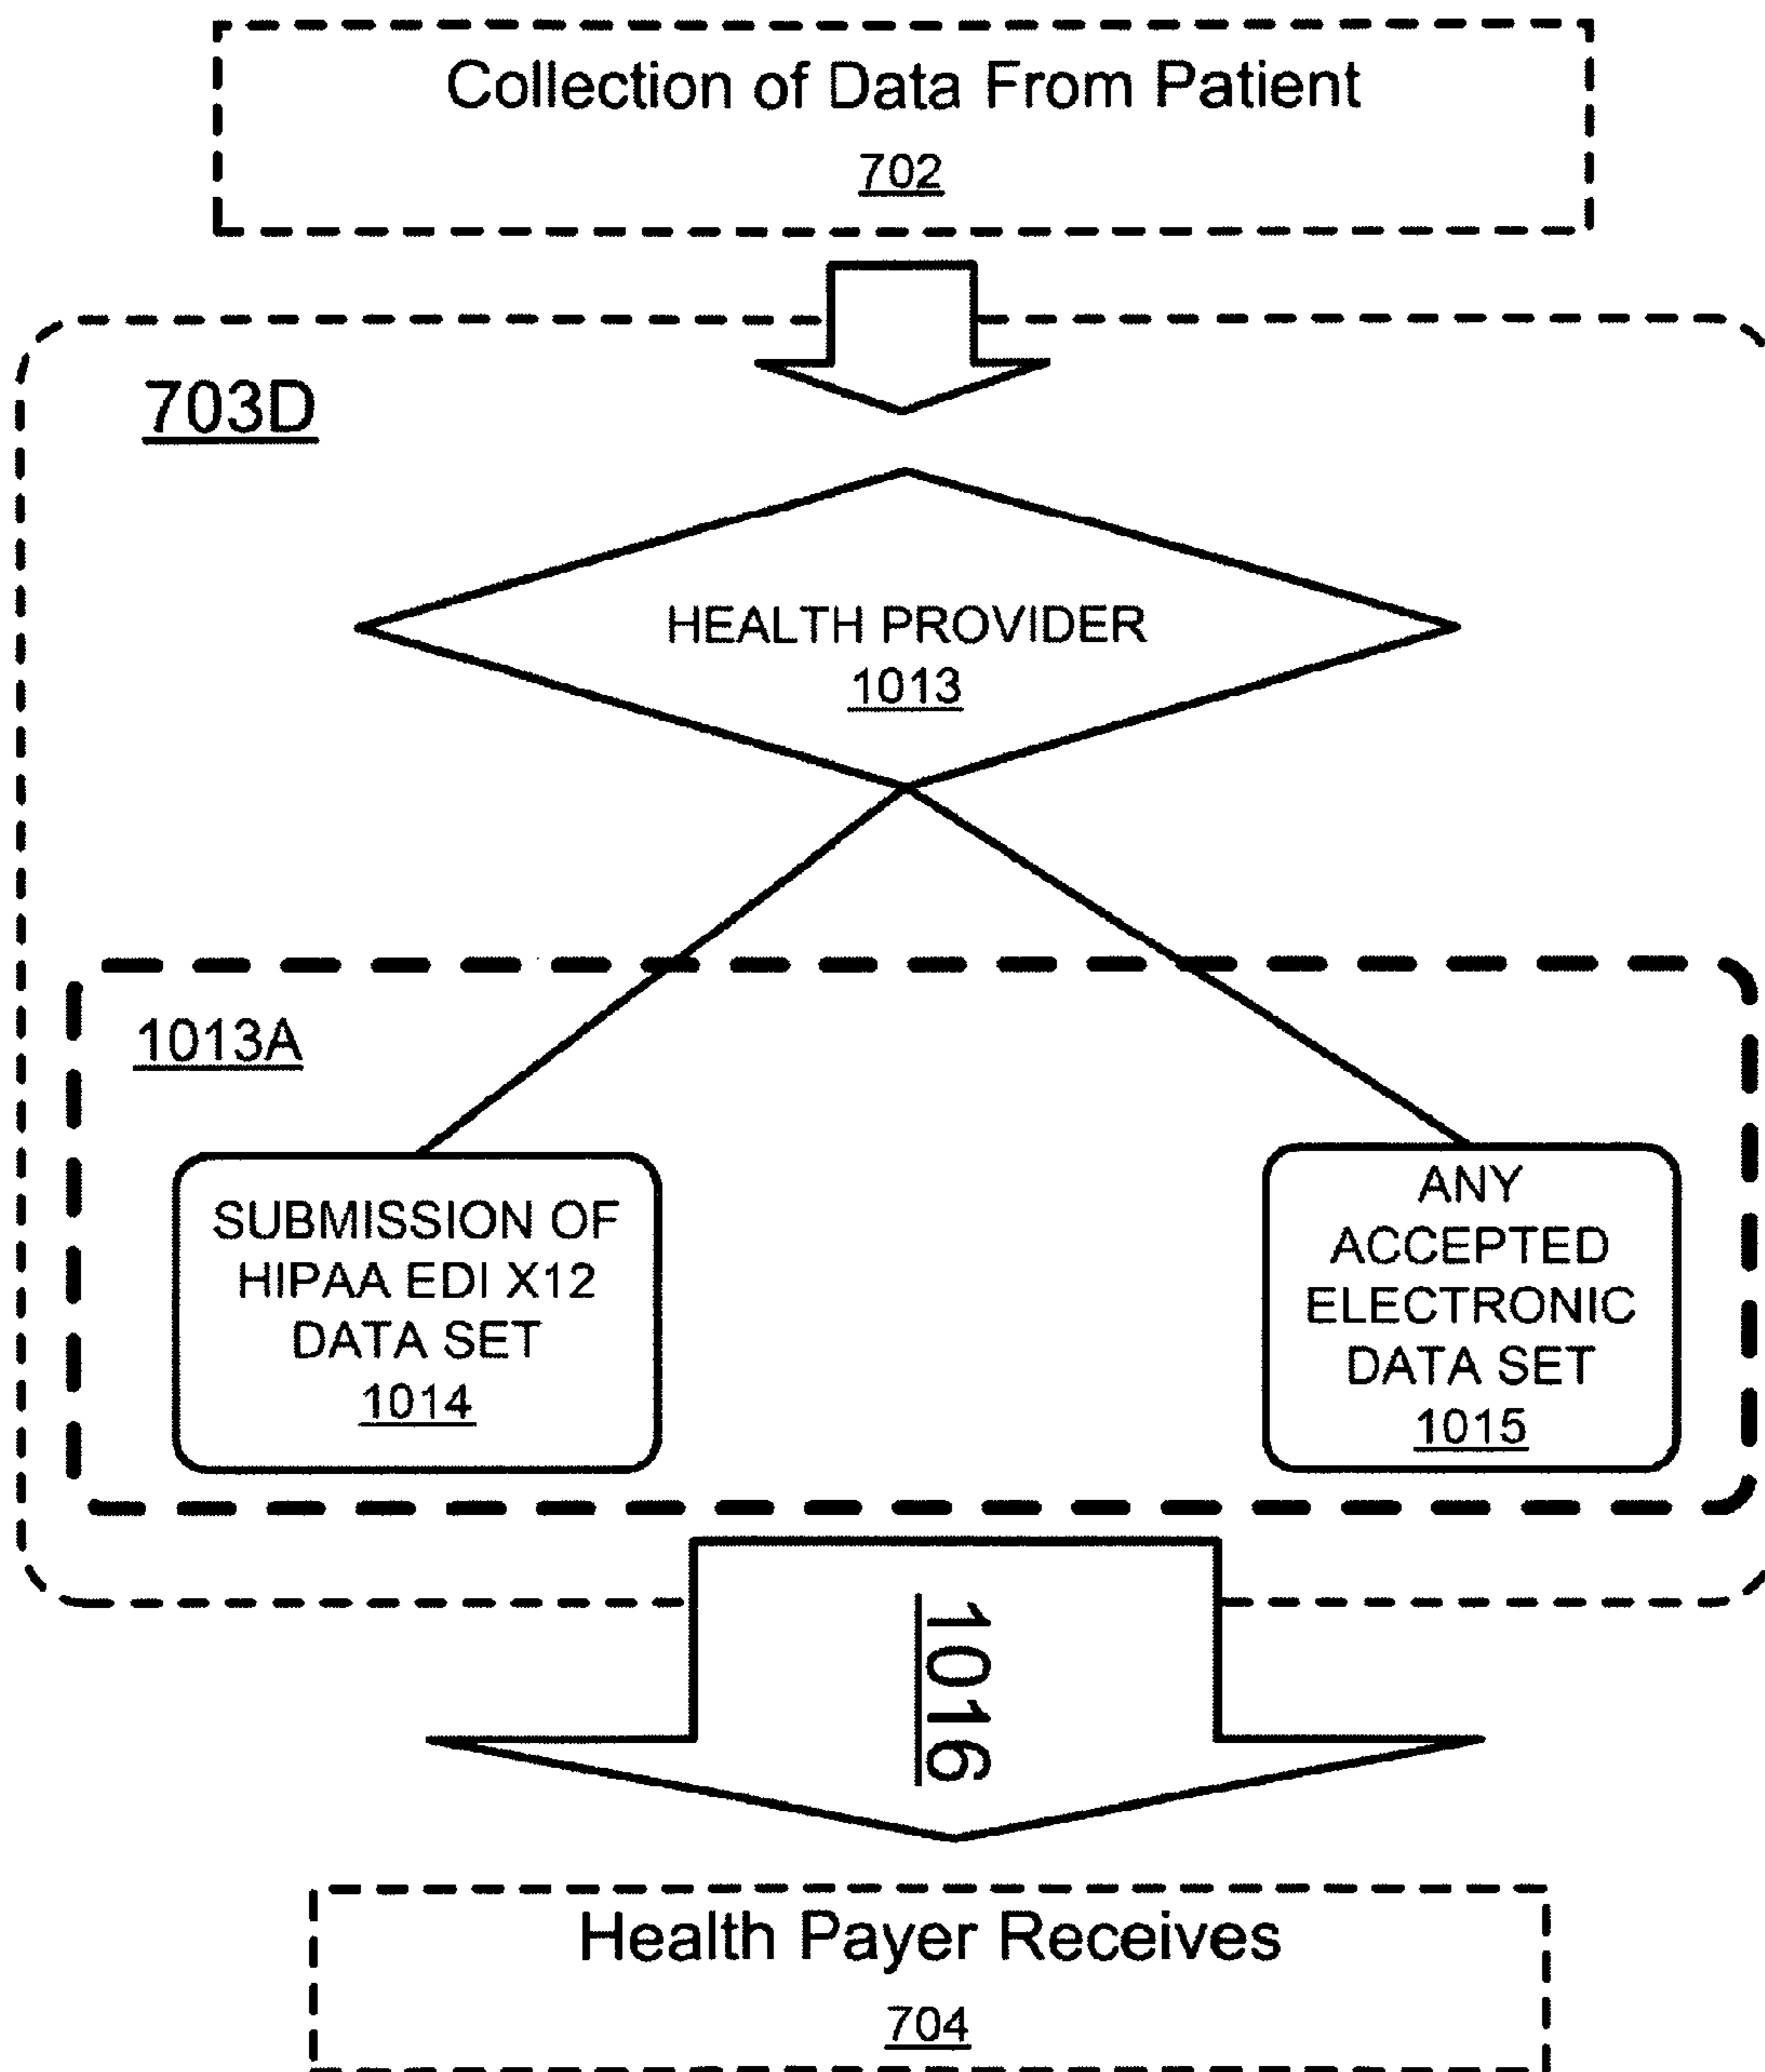 Collection of Data From Patient
702
703D
HEALTH PROVIDER
1013
1013A
SUBMISSION OF
HIPAA EDI X12
DATA SET
1014
ANY
ACCEPTED
ELECTRONIC
DATA SET
1015
1016
Health Payer Receives
704